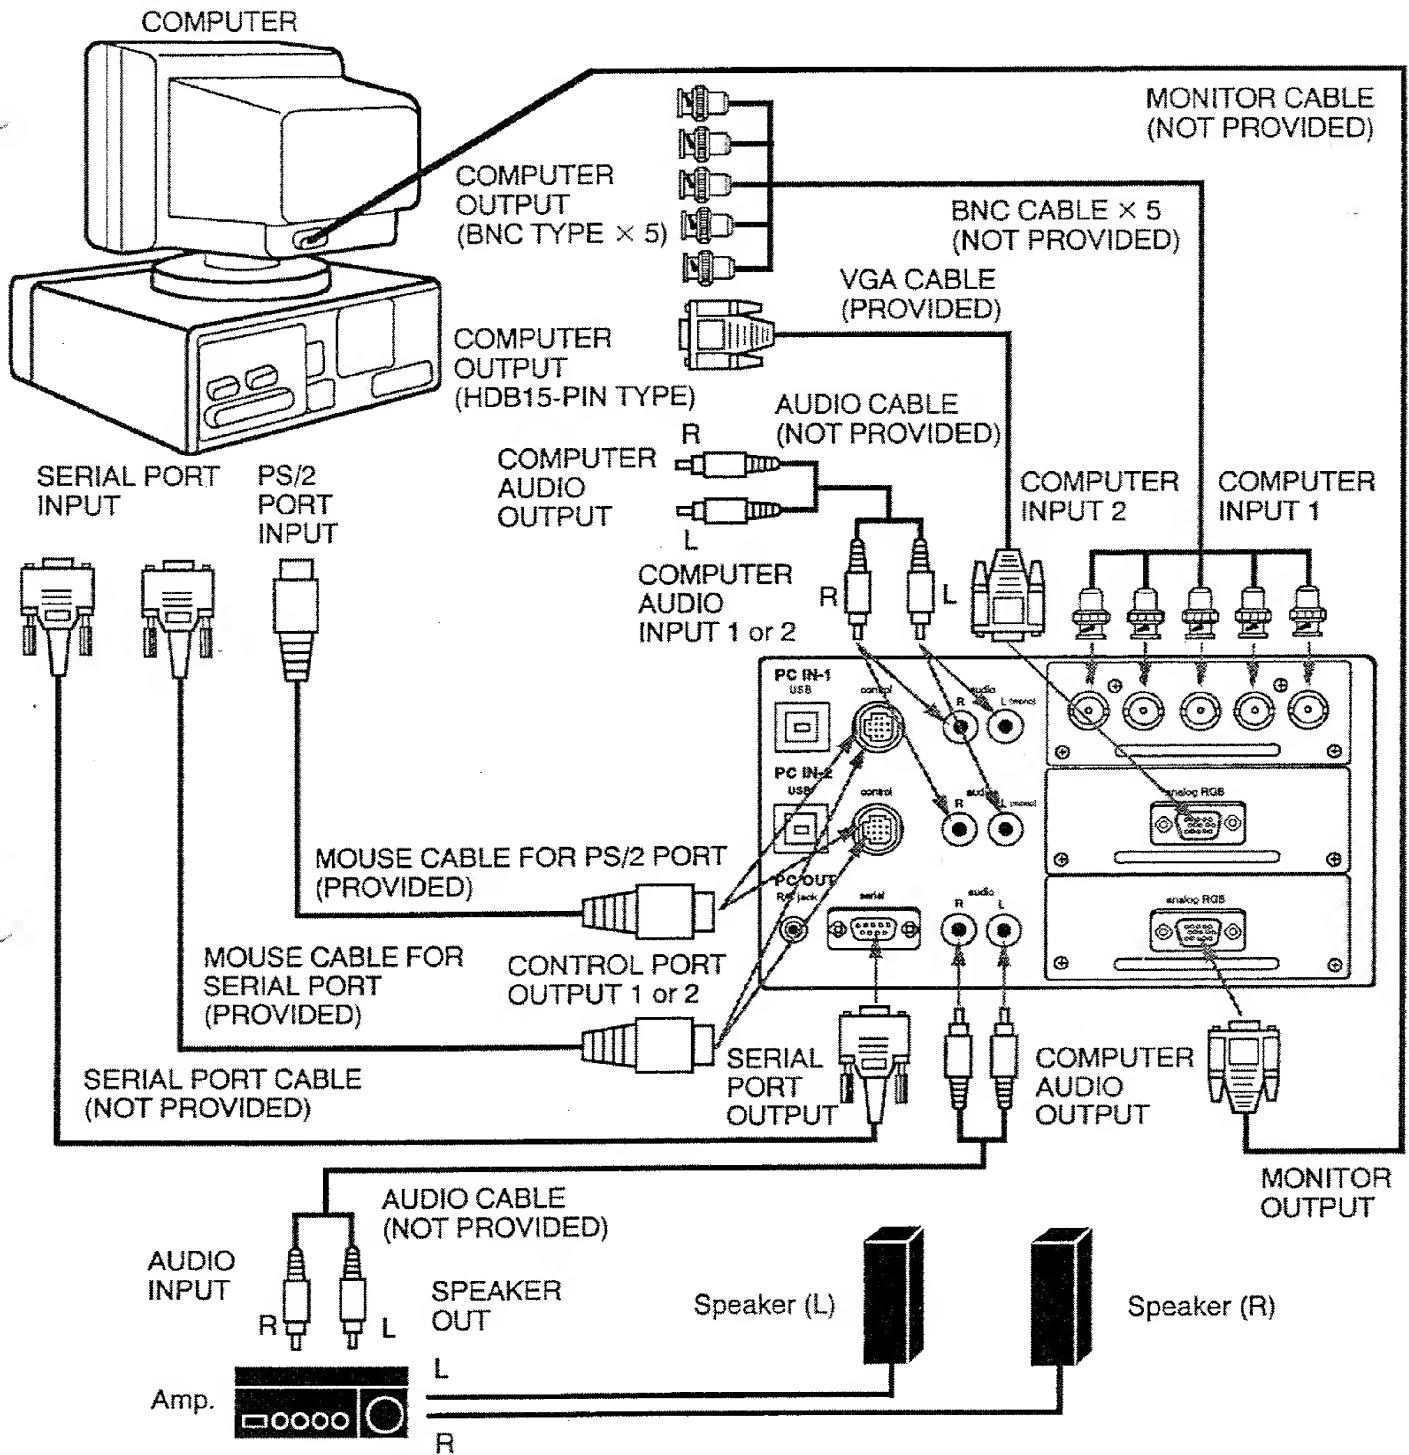 COMPUTER
MONITOR CABLE
(NOT PROVIDED)
COMPUTER
OUTPUT
(BNC TYPE × 5)
BNC CABLE × 5
(NOT PROVIDED)
VGA CABLE
(PROVIDED)
COMPUTER
OUTPUT
(HDB15-PIN TYPE)
AUDIO CABLE
(NOT PROVIDED)
R
COMPUTER
AUDIO
OUTPUT
L
SERIAL PORT
INPUT
PS/2
PORT
INPUT
COMPUTER
INPUT 2
COMPUTER
INPUT 1
COMPUTER
AUDIO
INPUT 1 or 2
R
L
PC IN-1
USB
control
audio
R
L (mono)
PC IN-2
USB
control
audio
R
L (mono)
analog RGB
PC OUT
R/C jack
serial
audio
R
L
analog RGB
MOUSE CABLE FOR PS/2 PORT
(PROVIDED)
MOUSE CABLE FOR
SERIAL PORT
(PROVIDED)
CONTROL PORT
OUTPUT 1 or 2
SERIAL PORT CABLE
(NOT PROVIDED)
SERIAL
PORT
OUTPUT
COMPUTER
AUDIO
OUTPUT
MONITOR
OUTPUT
AUDIO CABLE
(NOT PROVIDED)
AUDIO
INPUT
R
L
SPEAKER
OUT
Speaker (L)
Speaker (R)
Amp.
L
R